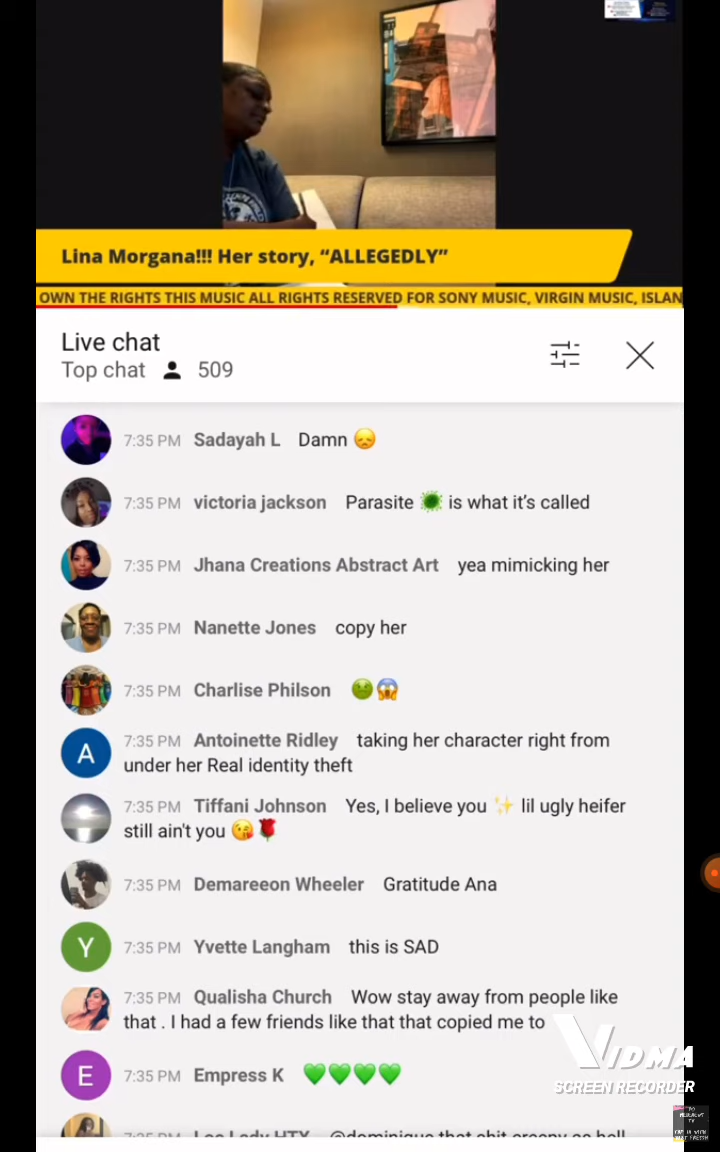 Lina Morgana!!! Her story, “ALLEGEDLY”
OWN THE RIGHTS THIS MUSIC ALL RIGHTS RESERVED FOR SONY MUSIC, VIRGIN MUSIC, ISLAN
Live chat
Top chat 509
7:35 PM Sadayah L Damn 😞
7:35 PM victoria jackson Parasite 🦠 is what it’s called
7:35 PM Jhana Creations Abstract Art yea mimicking her
7:35 PM Nanette Jones copy her
7:35 PM Charlise Philson 🤢😱
A 7:35 PM Antoinette Ridley taking her character right from
under her Real identity theft
7:35 PM Tiffani Johnson Yes, I believe you ✨ lil ugly heifer
still ain't you 😘🌹
7:35 PM Demareeon Wheeler Gratitude Ana
Y 7:35 PM Yvette Langham this is SAD
7:35 PM Qualisha Church Wow stay away from people like
that . I had a few friends like that that copied me to
E 7:35 PM Empress K 💚💚💚💚
VIDMA
SCREEN RECORDER